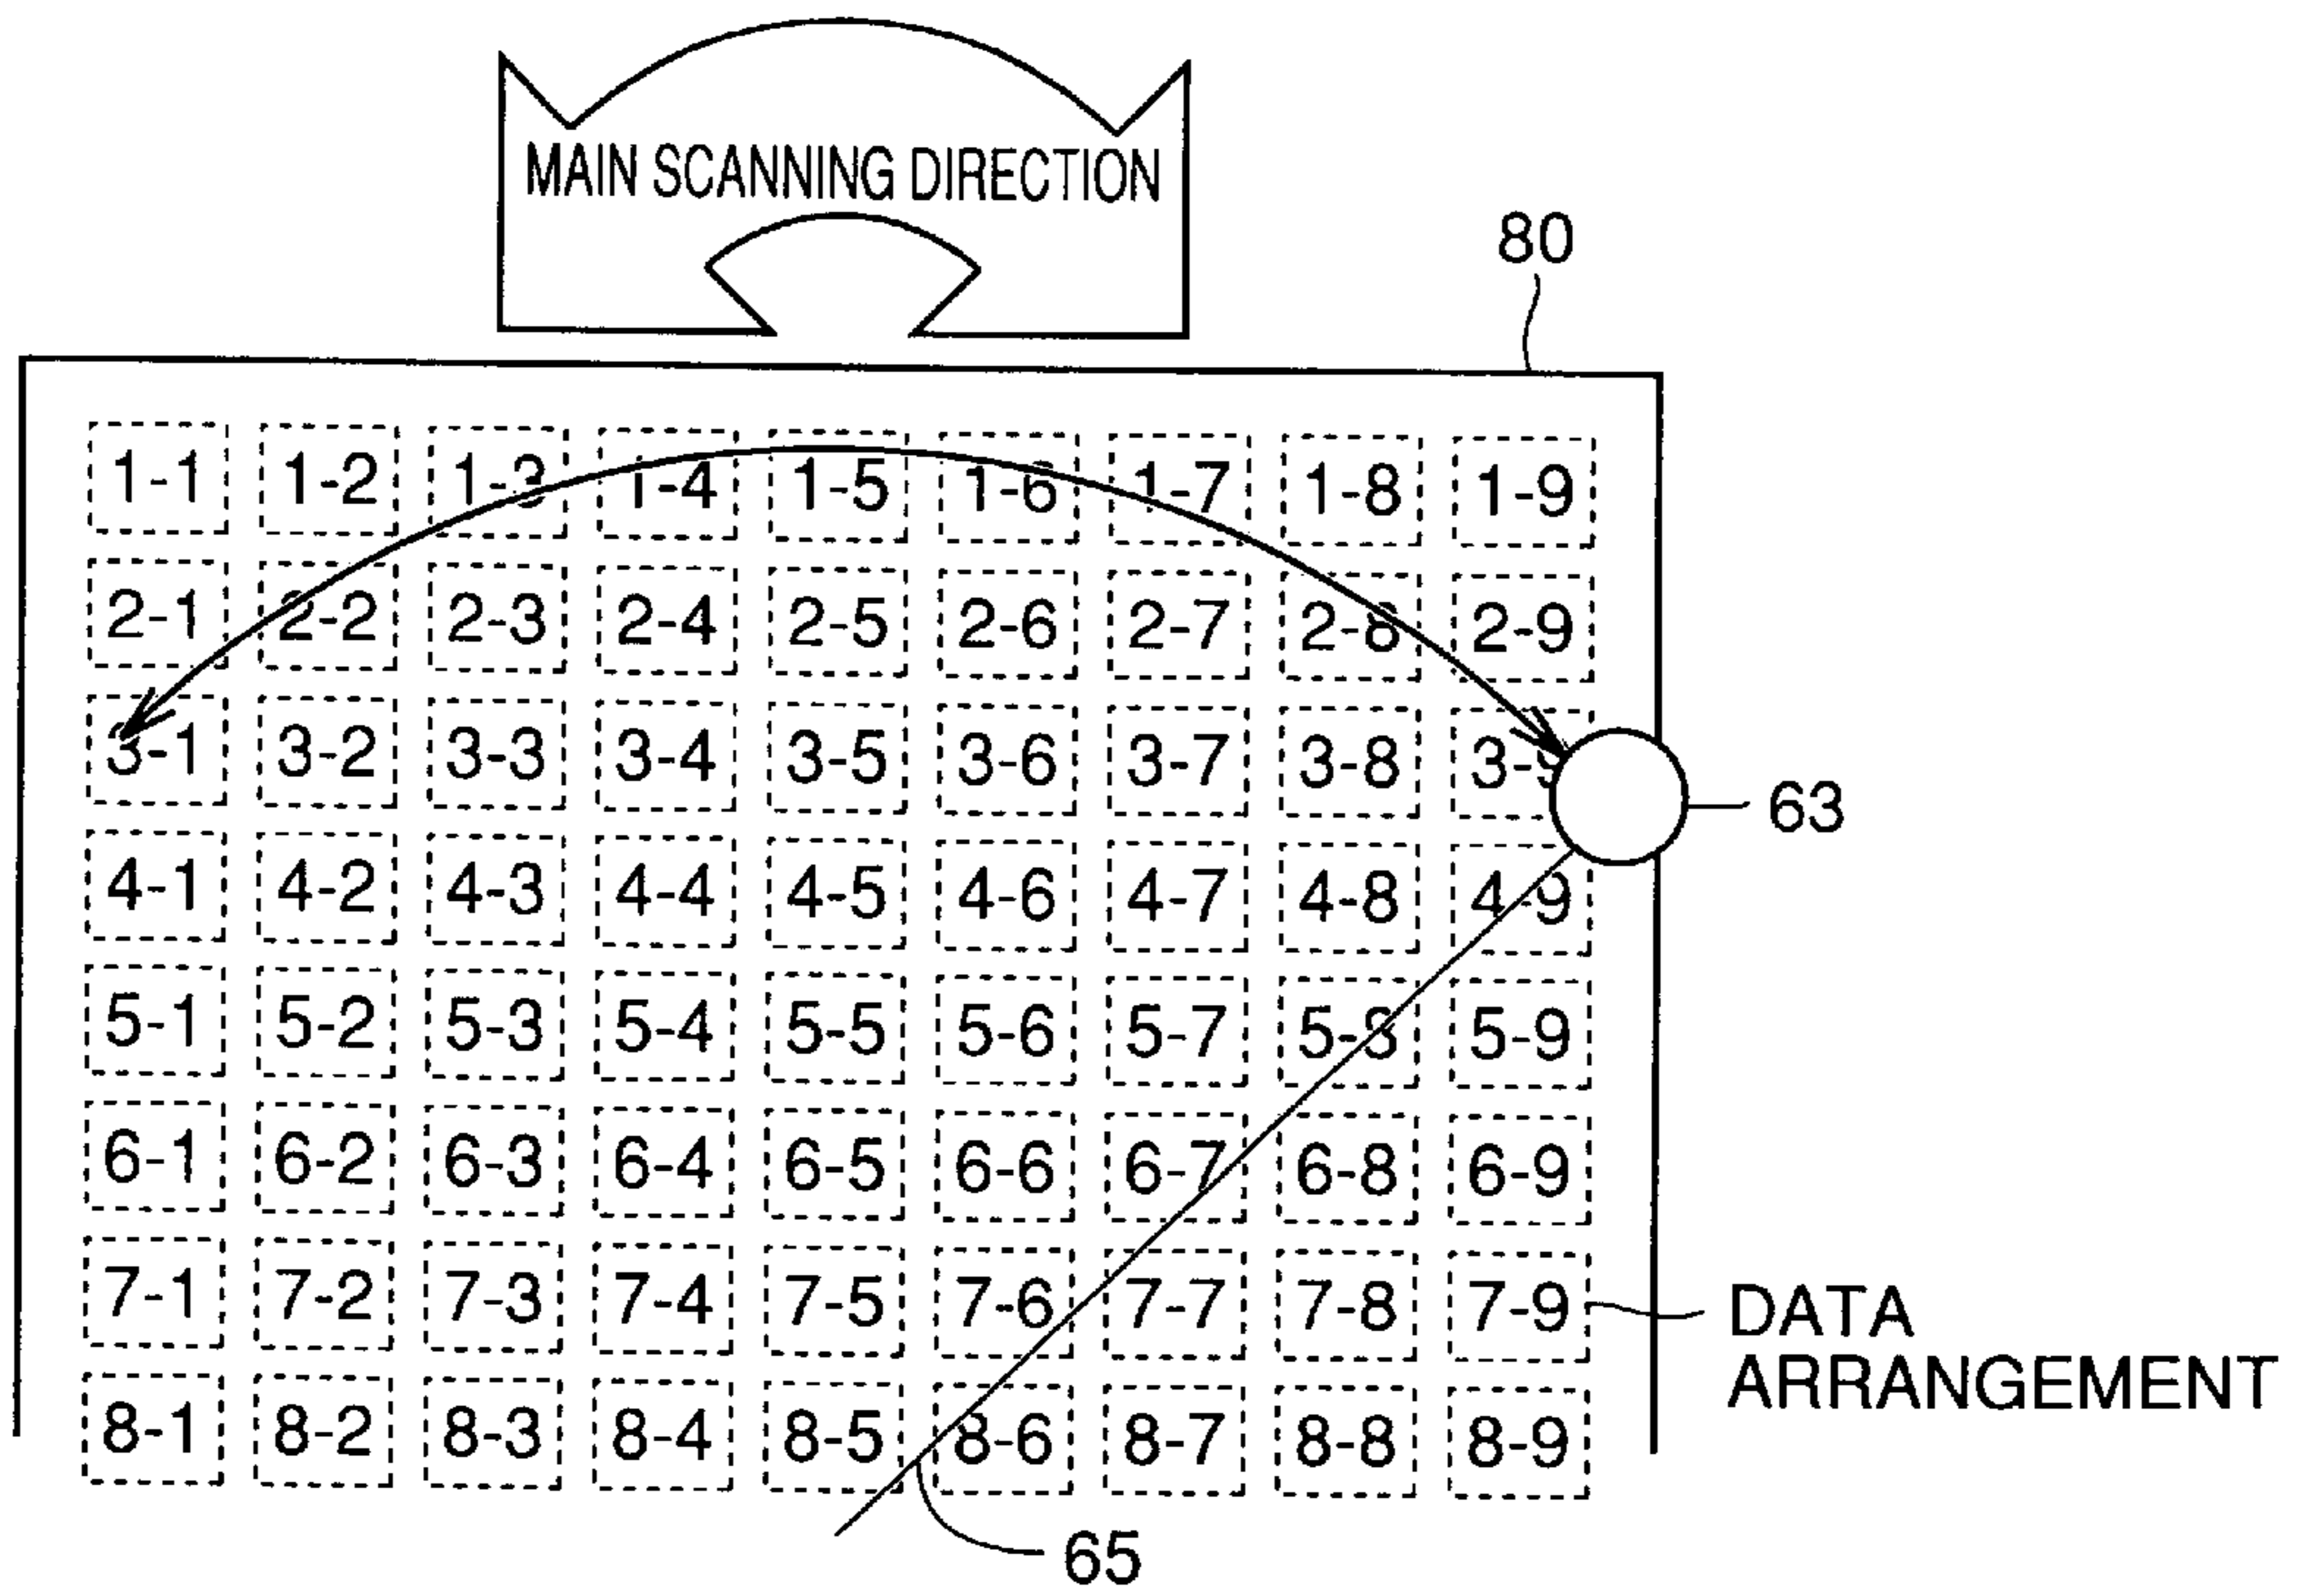 MAIN SCANNING DIRECTION
80
1-1 1-2 1-3 1-4 1-5 1-6 1-7 1-8 1-9
2-1 2-2 2-3 2-4 2-5 2-6 2-7 2-8 2-9
3-1 3-2 3-3 3-4 3-5 3-6 3-7 3-8 3-9
63
4-1 4-2 4-3 4-4 4-5 4-6 4-7 4-8 4-9
5-1 5-2 5-3 5-4 5-5 5-6 5-7 5-8 5-9
6-1 6-2 6-3 6-4 6-5 6-6 6-7 6-8 6-9
7-1 7-2 7-3 7-4 7-5 7-6 7-7 7-8 7-9
DATA
ARRANGEMENT
8-1 8-2 8-3 8-4 8-5 8-6 8-7 8-8 8-9
65